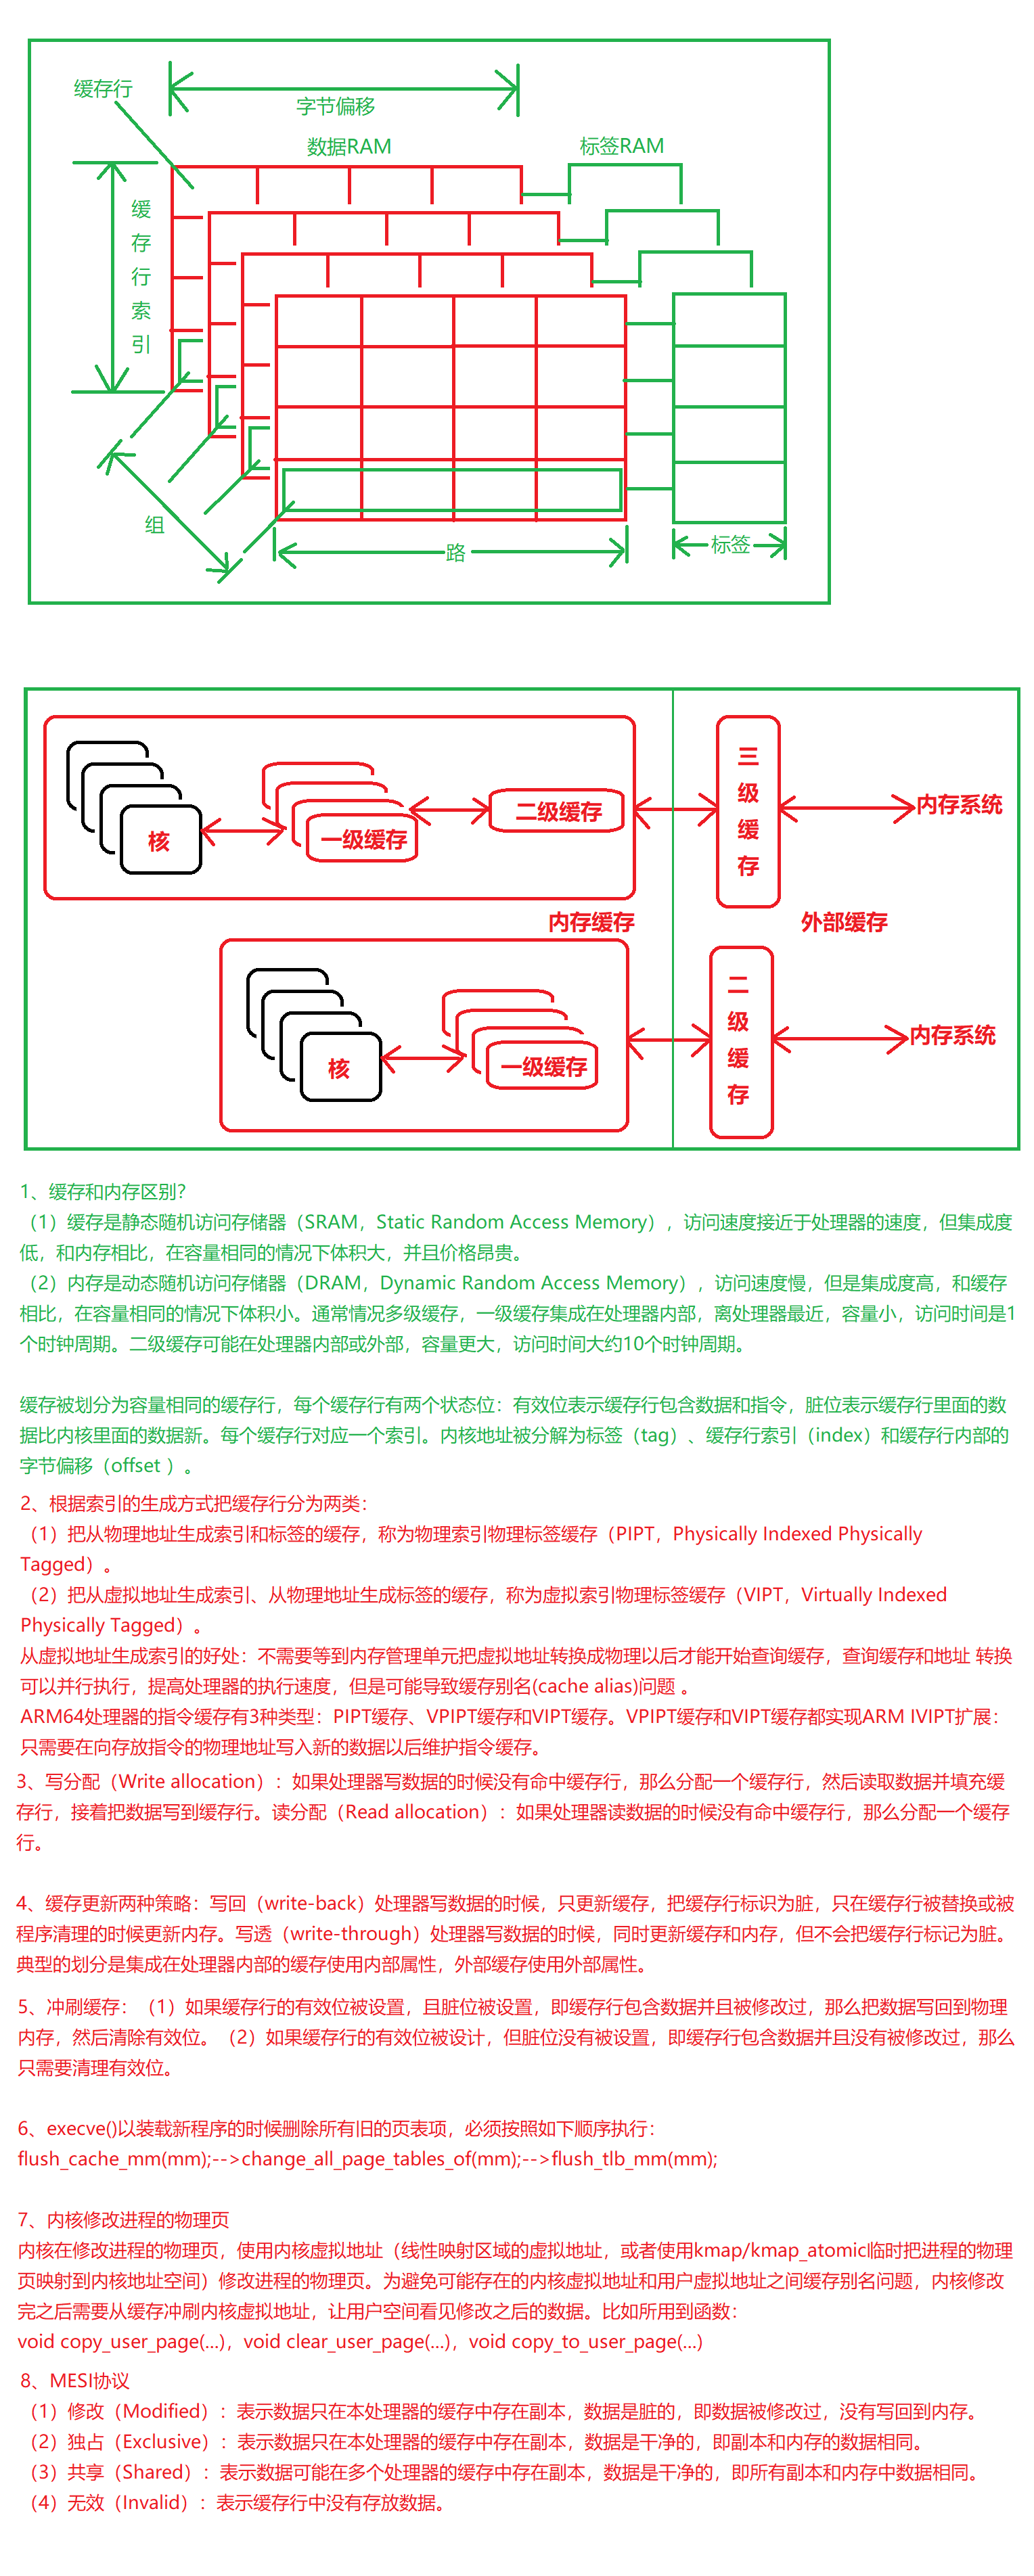 缓存行
字节偏移
数据RAM
标签RAM
缓存行索引
组
路
标签
核
一级缓存
二级缓存
三级缓存
内存系统
内存缓存
外部缓存
核
一级缓存
二级缓存
内存系统
1、缓存和内存区别?
（1）缓存是静态随机访问存储器（SRAM，Static Random Access Memory），访问速度接近于处理器的速度，但集成度
低，和内存相比，在容量相同的情况下体积大，并且价格昂贵。
（2）内存是动态随机访问存储器（DRAM，Dynamic Random Access Memory），访问速度慢，但是集成度高，和缓存
相比，在容量相同的情况下体积小。通常情况多级缓存，一级缓存集成在处理器内部，离处理器最近，容量小，访问时间是1
个时钟周期。二级缓存可能在处理器内部或外部，容量更大，访问时间大约10个时钟周期。
缓存被划分为容量相同的缓存行，每个缓存行有两个状态位：有效位表示缓存行包含数据和指令，脏位表示缓存行里面的数
据比内核里面的数据新。每个缓存行对应一个索引。内核地址被分解为标签（tag）、缓存行索引（index）和缓存行内部的
字节偏移（offset ）。
2、根据索引的生成方式把缓存行分为两类：
（1）把从物理地址生成索引和标签的缓存，称为物理索引物理标签缓存（PIPT，Physically Indexed Physically
Tagged）。
（2）把从虚拟地址生成索引、从物理地址生成标签的缓存，称为虚拟索引物理标签缓存（VIPT，Virtually Indexed
Physically Tagged）。
从虚拟地址生成索引的好处：不需要等到内存管理单元把虚拟地址转换成物理以后才能开始查询缓存，查询缓存和地址 转换
可以并行执行，提高处理器的执行速度，但是可能导致缓存别名(cache alias)问题 。
ARM64处理器的指令缓存有3种类型：PIPT缓存、VPIPT缓存和VIPT缓存。VPIPT缓存和VIPT缓存都实现ARM IVIPT扩展：
只需要在向存放指令的物理地址写入新的数据以后维护指令缓存。
3、写分配（Write allocation）：如果处理器写数据的时候没有命中缓存行，那么分配一个缓存行，然后读取数据并填充缓
存行，接着把数据写到缓存行。读分配（Read allocation）：如果处理器读数据的时候没有命中缓存行，那么分配一个缓存
行。
4、缓存更新两种策略：写回（write-back）处理器写数据的时候，只更新缓存，把缓存行标识为脏，只在缓存行被替换或被
程序清理的时候更新内存。写透（write-through）处理器写数据的时候，同时更新缓存和内存，但不会把缓存行标记为脏。
典型的划分是集成在处理器内部的缓存使用内部属性，外部缓存使用外部属性。
5、冲刷缓存：（1）如果缓存行的有效位被设置，且脏位被设置，即缓存行包含数据并且被修改过，那么把数据写回到物理
内存，然后清除有效位。（2）如果缓存行的有效位被设计，但脏位没有被设置，即缓存行包含数据并且没有被修改过，那么
只需要清理有效位。
6、execve()以装载新程序的时候删除所有旧的页表项，必须按照如下顺序执行：
flush_cache_mm(mm);-->change_all_page_tables_of(mm);-->flush_tlb_mm(mm);
7、内核修改进程的物理页
内核在修改进程的物理页，使用内核虚拟地址（线性映射区域的虚拟地址，或者使用kmap/kmap_atomic临时把进程的物理
页映射到内核地址空间）修改进程的物理页。为避免可能存在的内核虚拟地址和用户虚拟地址之间缓存别名问题，内核修改
完之后需要从缓存冲刷内核虚拟地址，让用户空间看见修改之后的数据。比如所用到函数：
void copy_user_page(...)，void clear_user_page(...)，void copy_to_user_page(...)
8、MESI协议
（1）修改（Modified）：表示数据只在本处理器的缓存中存在副本，数据是脏的，即数据被修改过，没有写回到内存。
（2）独占（Exclusive）：表示数据只在本处理器的缓存中存在副本，数据是干净的，即副本和内存的数据相同。
（3）共享（Shared）：表示数据可能在多个处理器的缓存中存在副本，数据是干净的，即所有副本和内存中数据相同。
（4）无效（Invalid）：表示缓存行中没有存放数据。